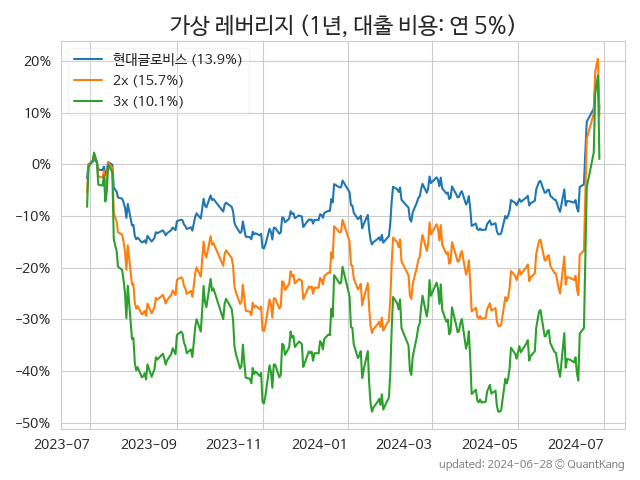 가상 레버리지 (1년, 대출 비용: 연 5%)
현대글로비스 (13.9%)
2x (15.7%)
3x (10.1%)
20%
10%
0%
−10%
−20%
−30%
−40%
−50%
2023-07 2023-09 2023-11 2024-01 2024-03 2024-05 2024-07
updated: 2024-06-28 © QuantKang